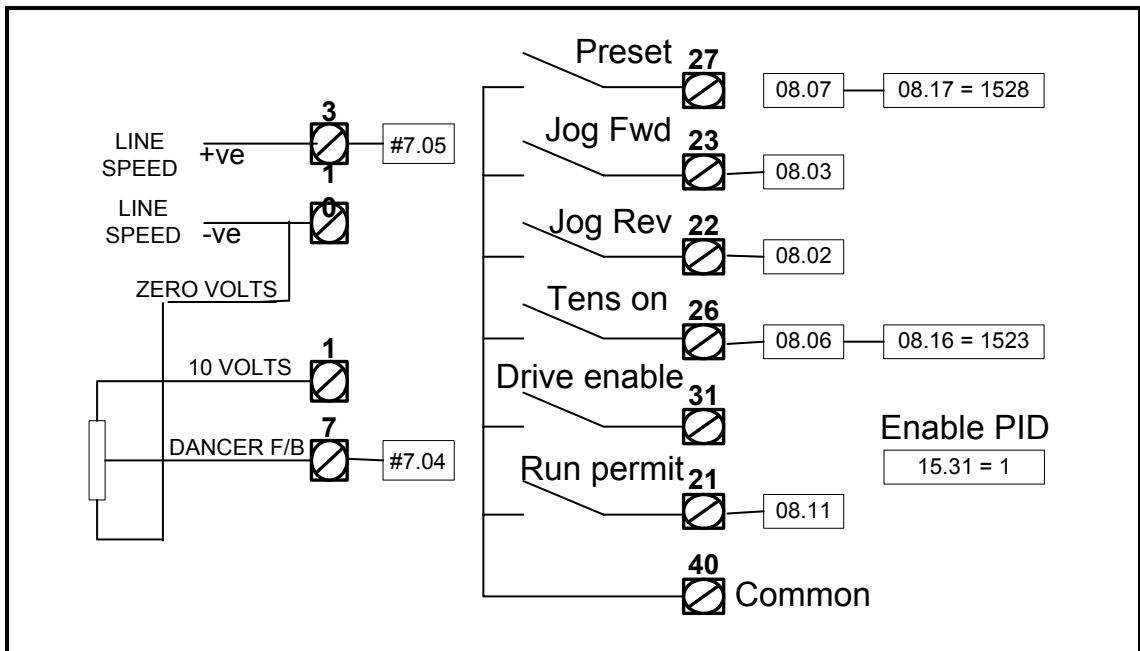 3
LINE
SPEED
+ve
#7.05
1
0
LINE
SPEED
-ve
ZERO VOLTS
1
10 VOLTS
7
DANCER F/B
#7.04
Preset
27
08.07
08.17 = 1528
Jog Fwd
23
08.03
Jog Rev
22
08.02
Tens on
26
08.06
08.16 = 1523
Drive enable
31
Enable PID
15.31 = 1
Run permit
21
08.11
40
Common